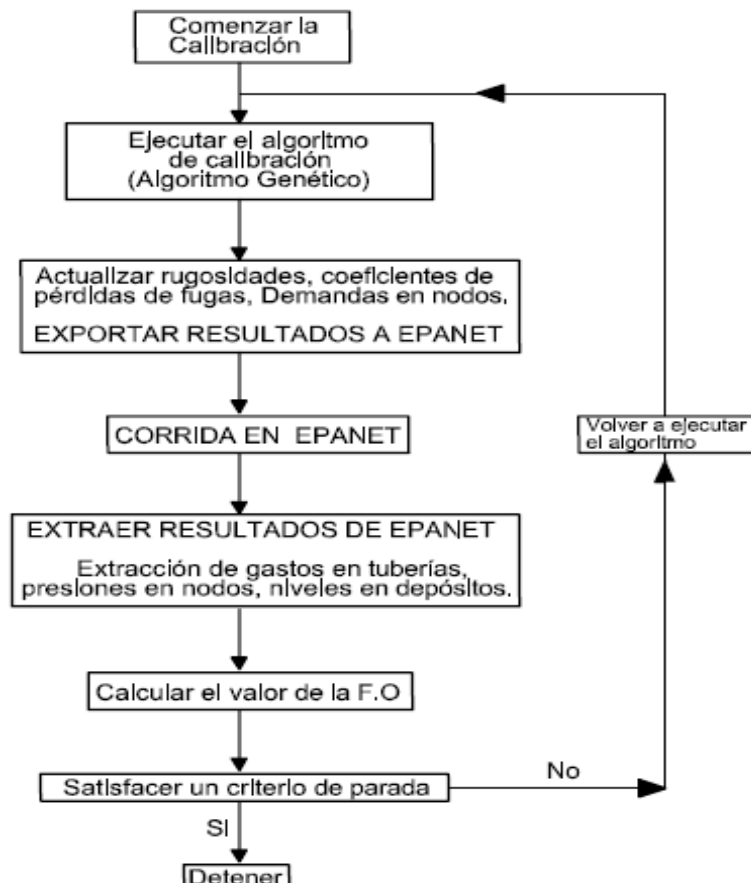 Comenzar la
Calibración
Ejecutar el algoritmo
de calibración
(Algoritmo Genético)
Actualizar rugosidades, coeficientes de
pérdidas de fugas, Demandas en nodos.
EXPORTAR RESULTADOS A EPANET
CORRIDA EN EPANET
Volver a ejecutar
el algoritmo
EXTRAER RESULTADOS DE EPANET
Extracción de gastos en tuberías,
presiones en nodos, niveles en depósitos.
Calcular el valor de la F.O
Satisfacer un criterio de parada
No
SI
Detener